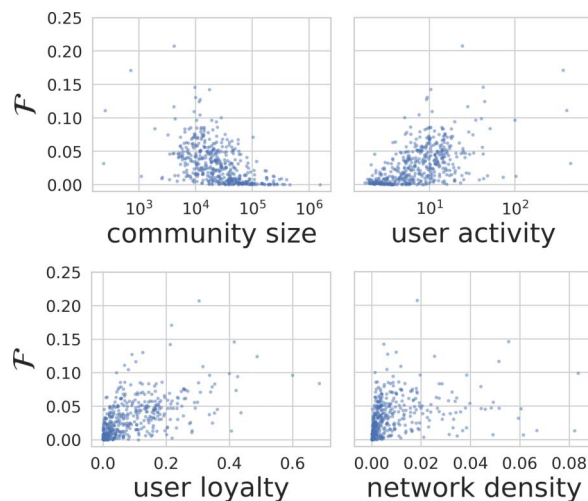 0.25
0.20
0.15
0.10
0.05
0.00
ℱ
10³ 10⁴ 10⁵ 10⁶
community size
10¹ 10²
user activity
0.25
0.20
0.15
0.10
0.05
0.00
ℱ
0.0 0.2 0.4 0.6
user loyalty
0.00 0.02 0.04 0.06 0.08
network density